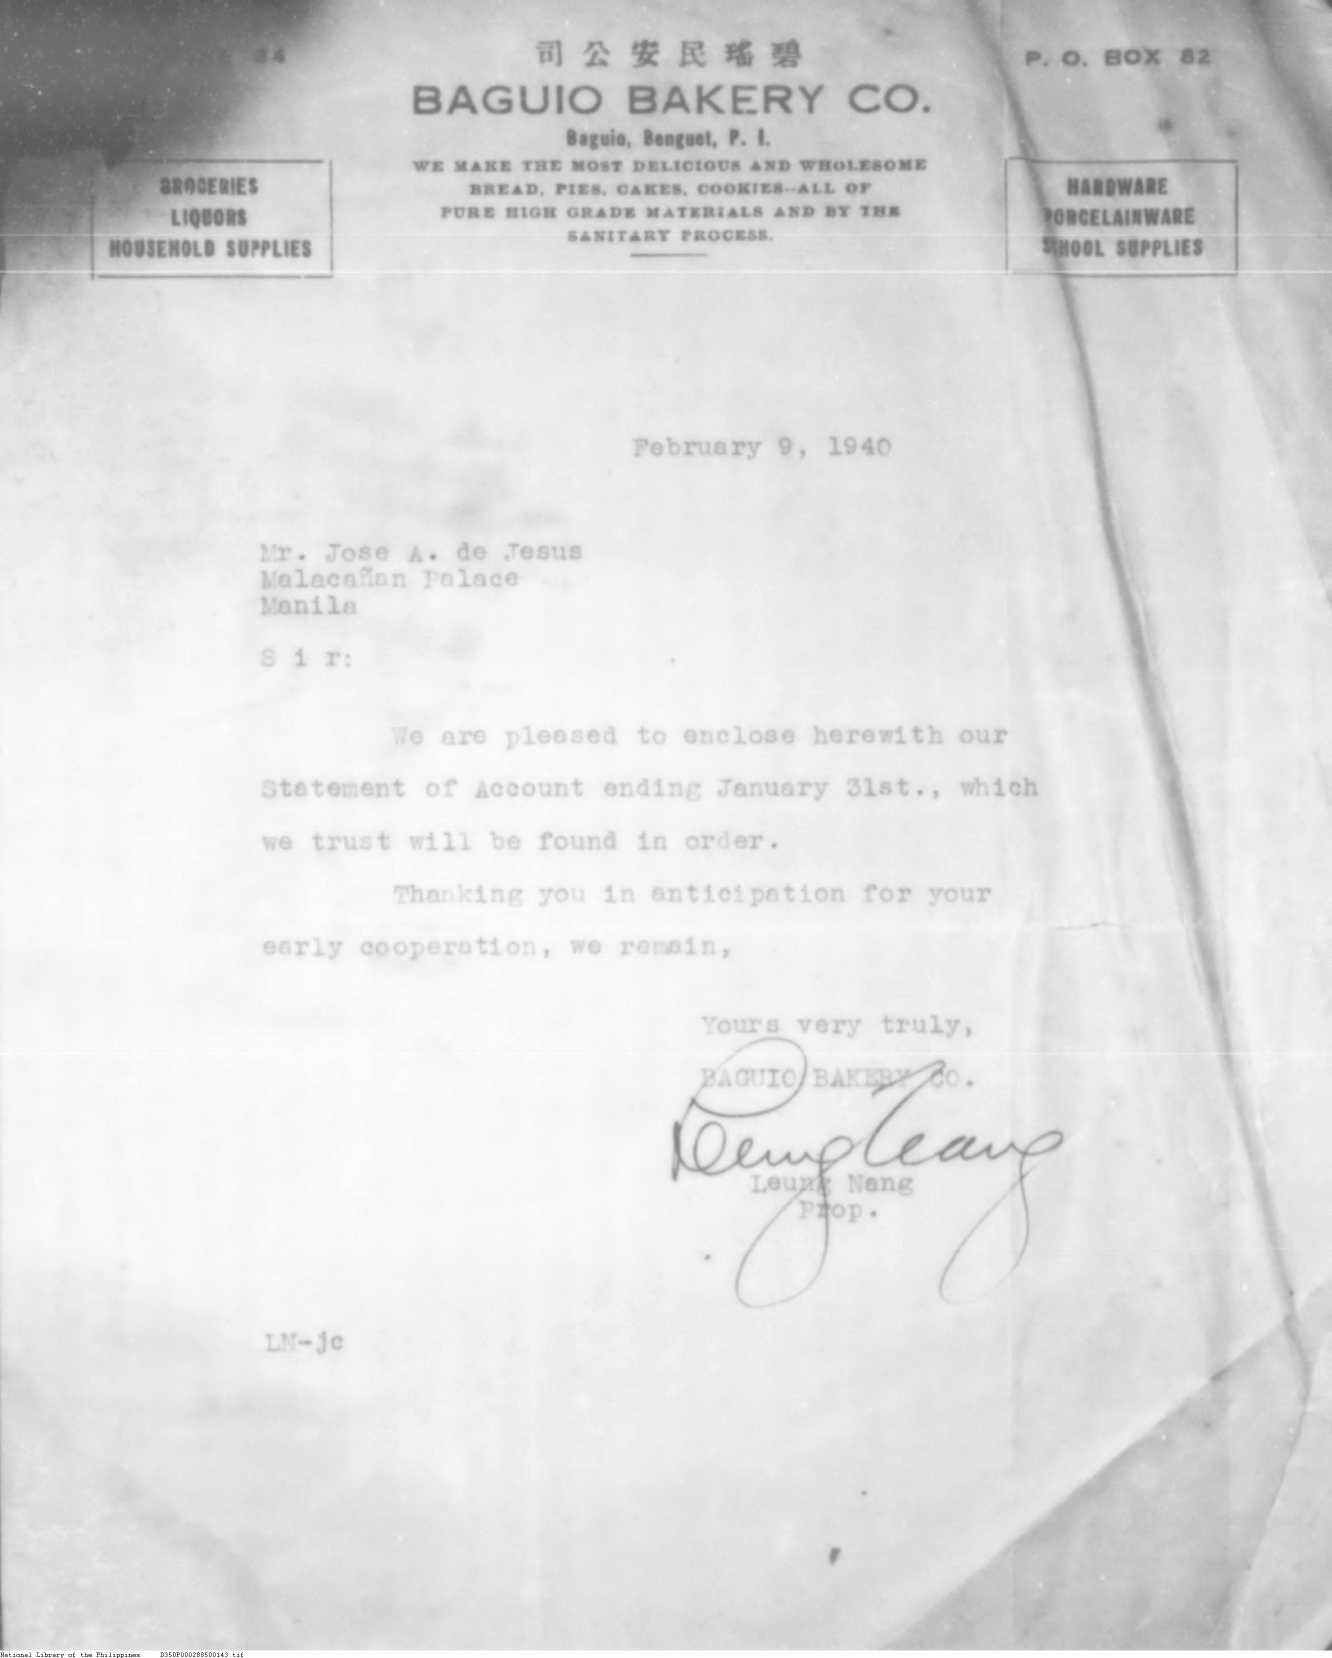 34
司公安民瑤碧
P. O. BOX 82
BAGUIO BAKERY CO.
Baguio, Benguet, P. I.
WE MAKE THE MOST DELICIOUS AND WHOLESOME
BREAD, PIES, CAKES, COOKIES--ALL OF
PURE HIGH GRADE MATERIALS AND BY THE
SANITARY PROCESS.
GROCERIES
LIQUORS
HOUSEHOLD SUPPLIES
HARDWARE
PORCELAINWARE
SCHOOL SUPPLIES
February 9, 1940
Mr. Jose A. de Jesus
Malacañan Palace
Manila
S i r:
We are pleased to enclose herewith our
Statement of Account ending January 31st., which
we trust will be found in order.
Thanking you in anticipation for your
early cooperation, we remain,
Yours very truly,
BAGUIO BAKERY CO.
Leung Nang
Leung Nang
Prop.
LN-jc
National Library of the Philippines D350P000288500143.tif